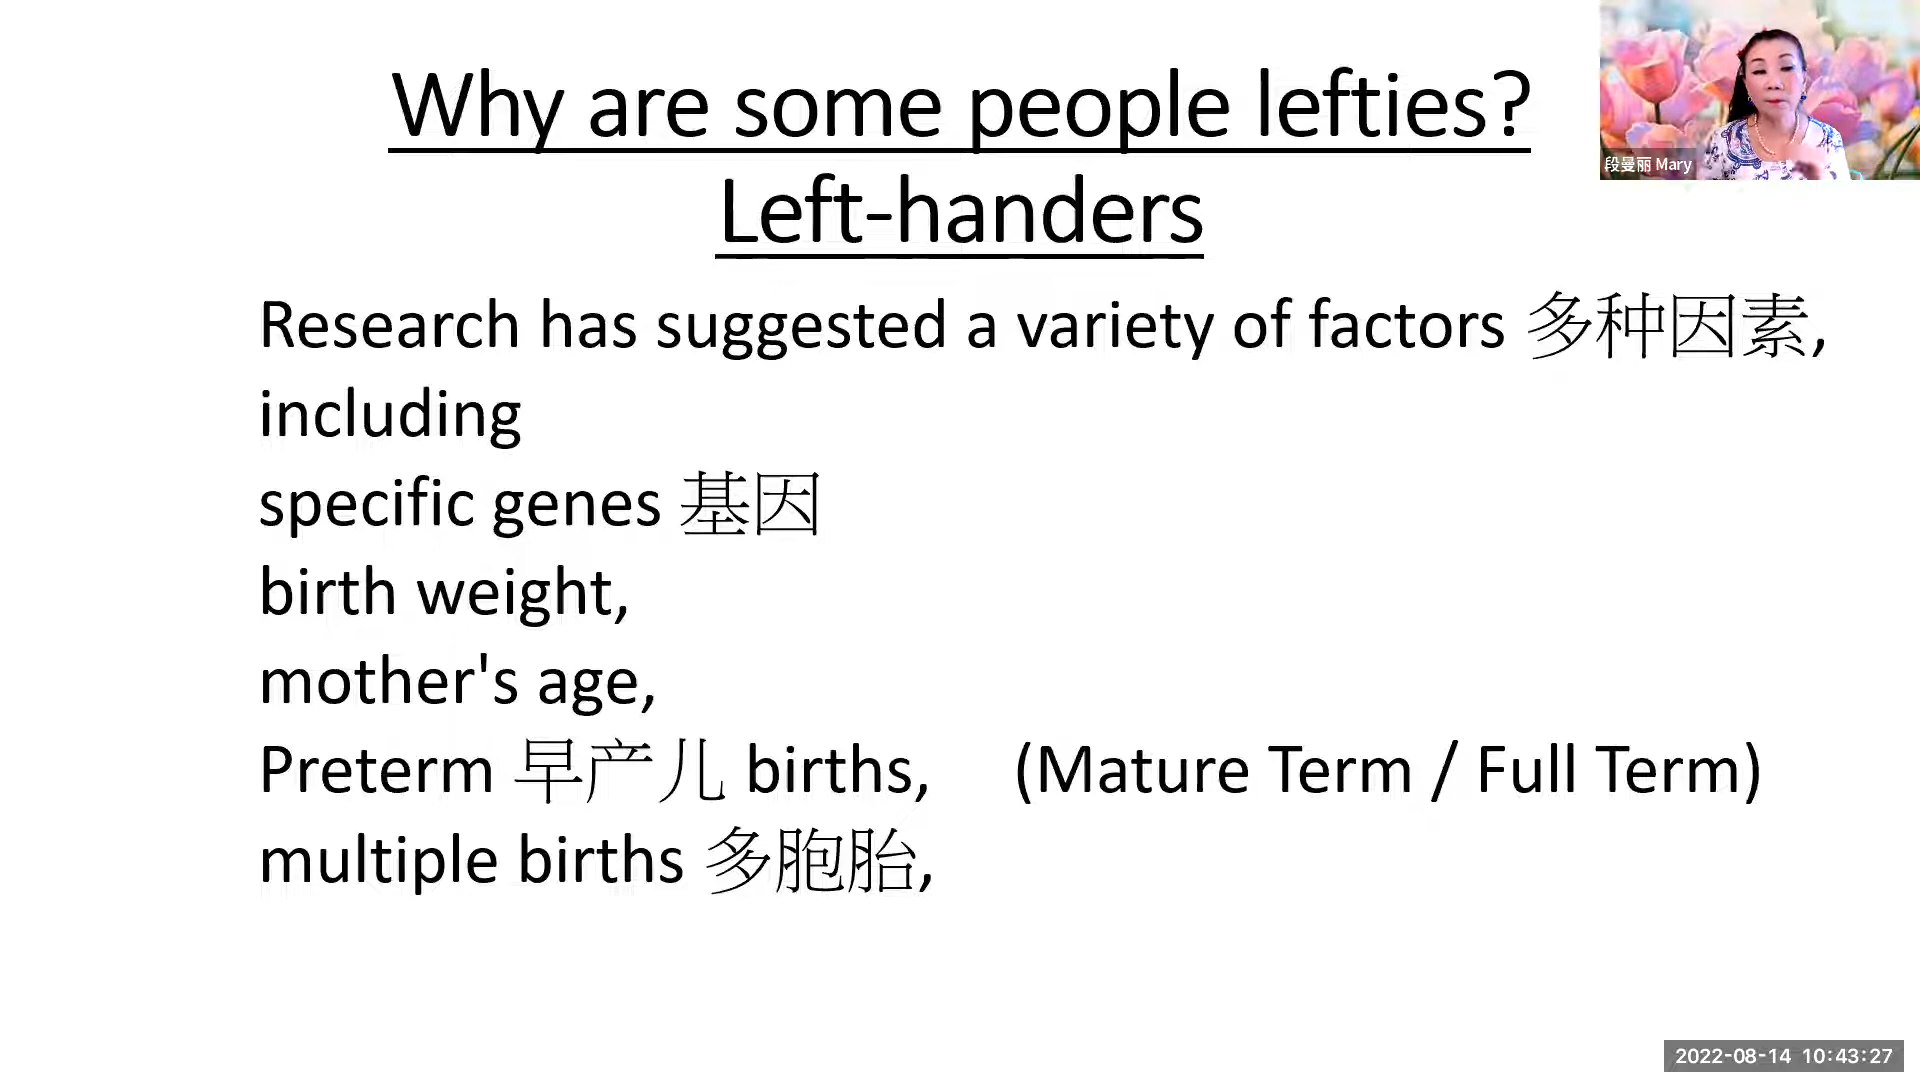 Why are some people lefties?
Left-handers
段曼丽 Mary
Research has suggested a variety of factors 多种因素,
including
specific genes 基因
birth weight,
mother's age,
Preterm 早产儿 births, (Mature Term / Full Term)
multiple births 多胞胎,
2022-08-14 10:43:27